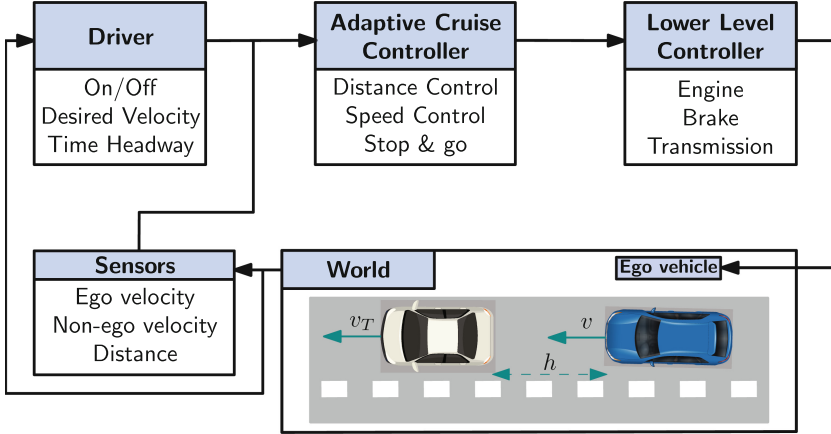 Driver
On/Off
Desired Velocity
Time Headway
Adaptive Cruise
Controller
Distance Control
Speed Control
Stop & go
Lower Level
Controller
Engine
Brake
Transmission
Sensors
Ego velocity
Non-ego velocity
Distance
World
Ego vehicle
v_T
v
h